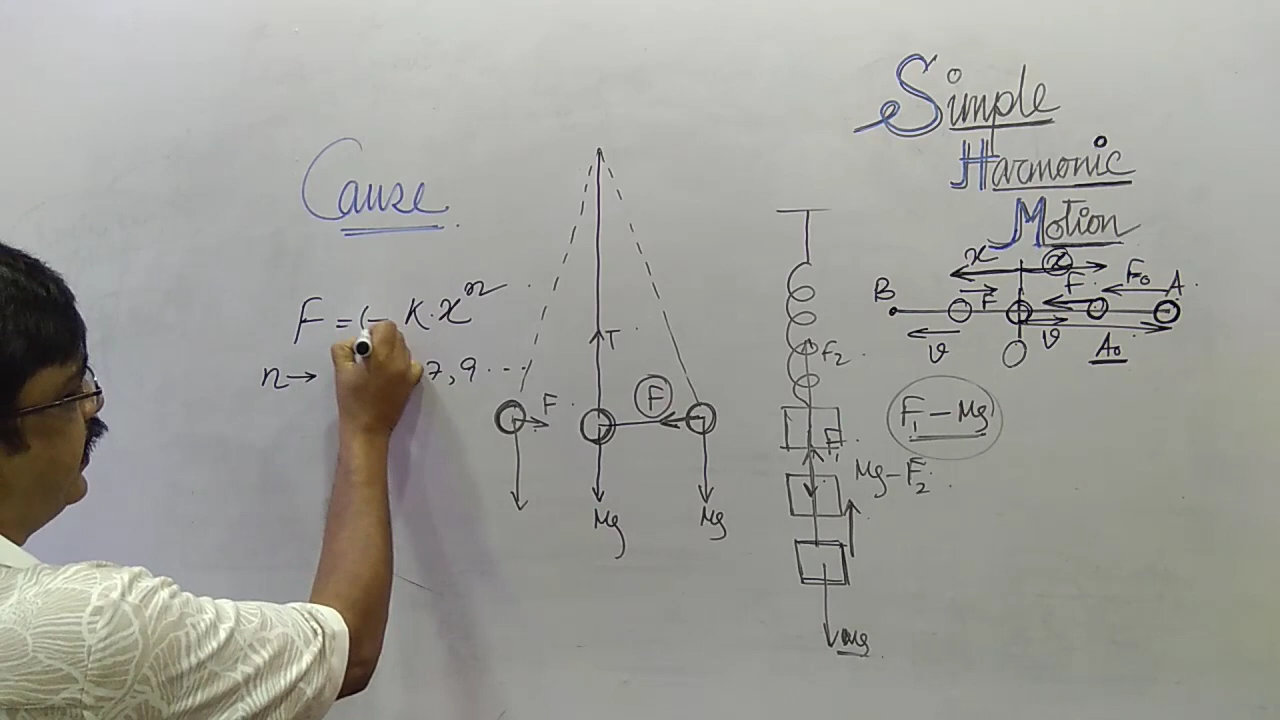 Simple
Harmonic
Motion
Cause
F = (- K.x^n
n → 7, 9 ...
T
F
F
Mg
Mg
F2
F1
Mg
F1 - Mg
Mg - F2
x
x
B
F
F
F0
A
v
O
v
A0